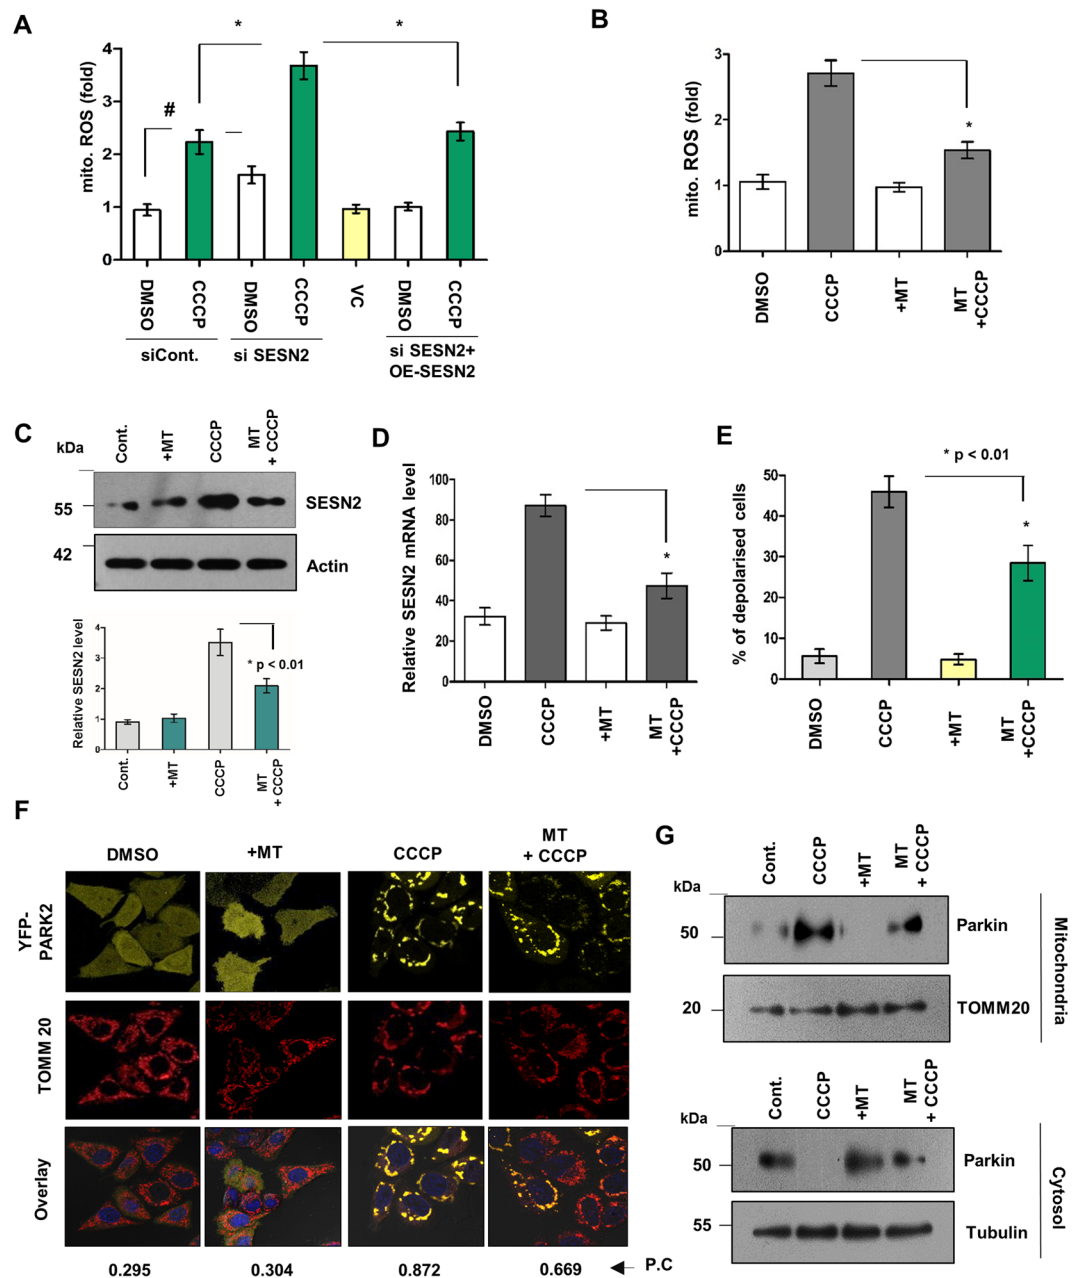 A
mito. ROS (fold)
4
3
2
1
0
#
*
*
DMSO
CCCP
DMSO
CCCP
VC
DMSO
CCCP
siCont.
si SESN2
si SESN2+
OE-SESN2
B
mito. ROS (fold)
3
2
1
0
*
DMSO
CCCP
+MT
MT
+CCCP
C
kDa
Cont.
+MT
CCCP
MT
+ CCCP
55
SESN2
42
Actin
Relative SESN2 level
4
3
2
1
0
* p < 0.01
Cont.
+MT
CCCP
MT
+ CCCP
D
Relative SESN2 mRNA level
100
80
60
40
20
0
*
DMSO
CCCP
+MT
MT
+CCCP
E
% of depolarised cells
50
40
30
20
10
0
* p < 0.01
*
DMSO
CCCP
+MT
MT
+CCCP
F
DMSO
+MT
CCCP
MT
+ CCCP
YFP-
PARK2
TOMM 20
Overlay
0.295
0.304
0.872
0.669
P.C
G
kDa
Cont.
CCCP
+MT
MT
+ CCCP
50
Parkin
20
TOMM20
Mitochondria
kDa
Cont.
CCCP
+MT
MT
+ CCCP
50
Parkin
55
Tubulin
Cytosol